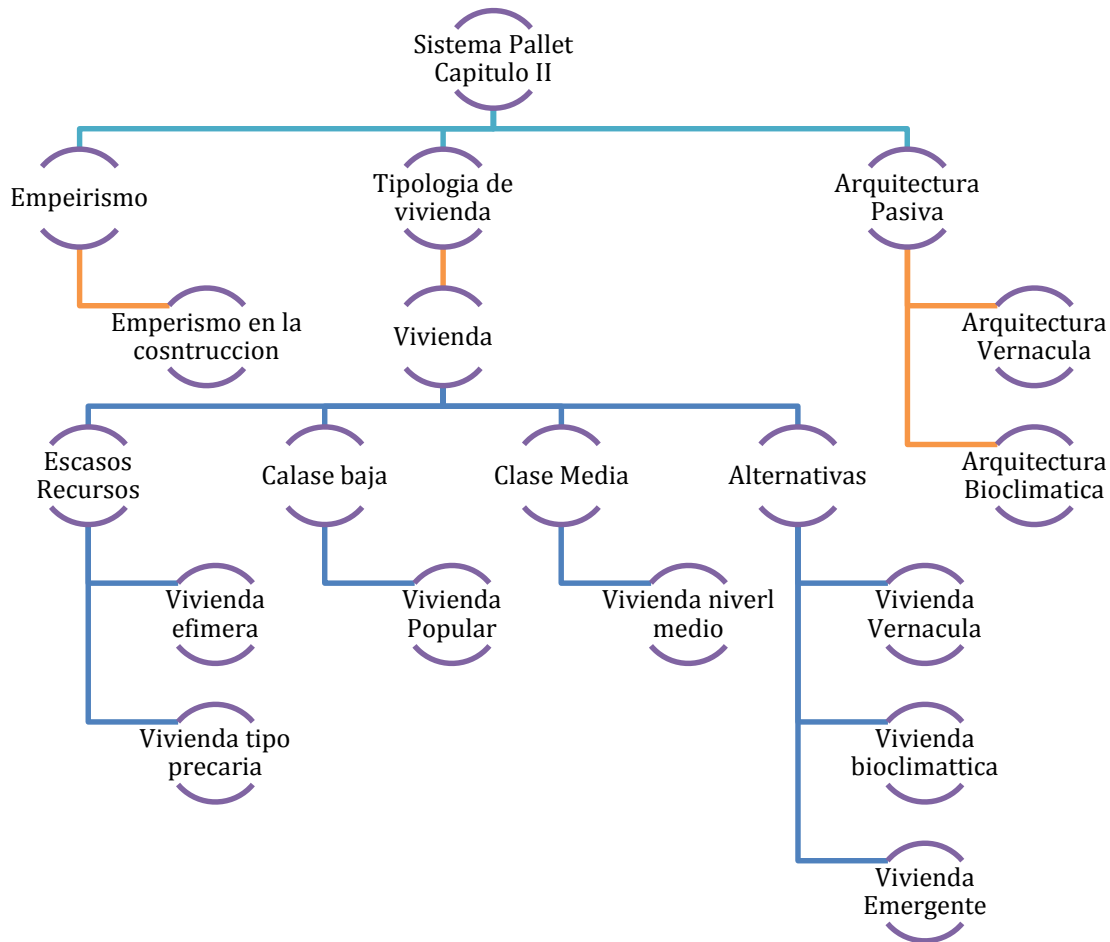 Sistema Pallet
Capitulo II
Empeirismo
Tipologia de
vivienda
Arquitectura
Pasiva
Emperismo en la
cosntruccion
Vivienda
Arquitectura
Vernacula
Escasos
Recursos
Calase baja
Clase Media
Alternativas
Arquitectura
Bioclimatica
Vivienda
efimera
Vivienda
Popular
Vivienda niverl
medio
Vivienda
Vernacula
Vivienda tipo
precaria
Vivienda
bioclimattica
Vivienda
Emergente